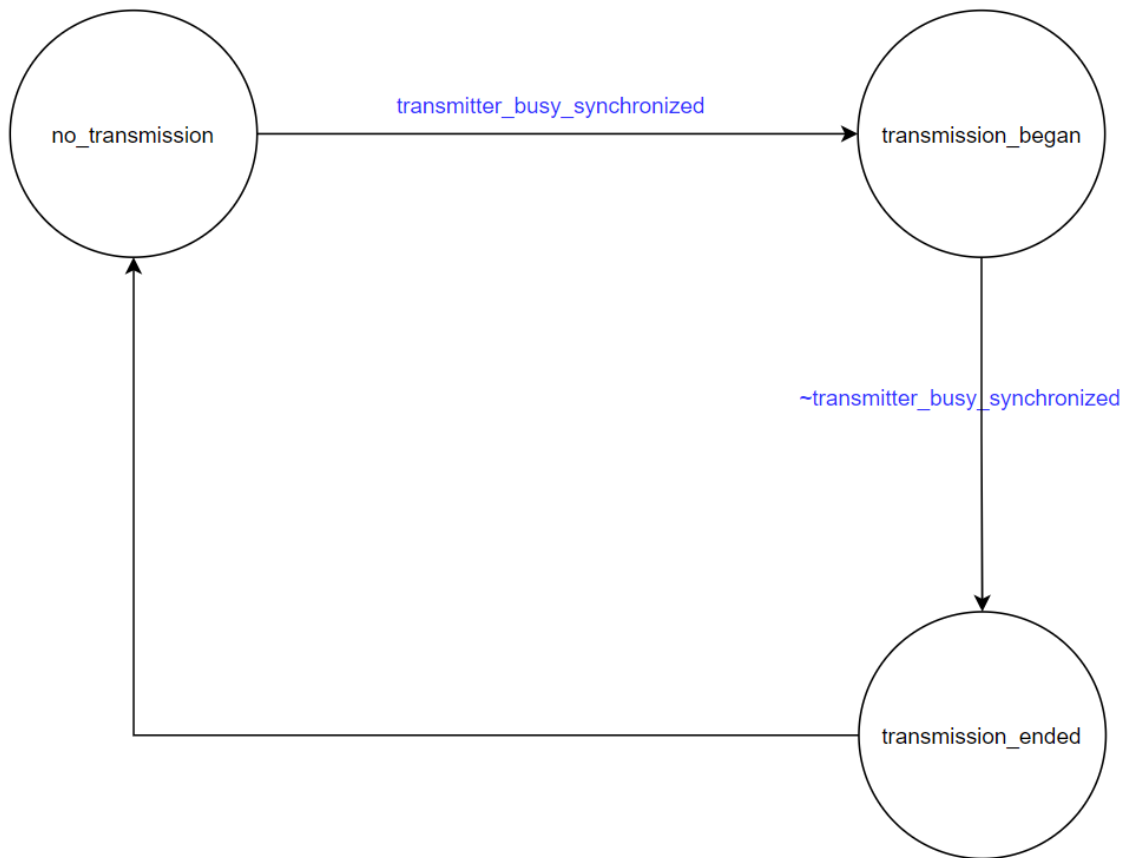 transmitter_busy_synchronized
no_transmission
transmission_began
~transmitter_busy_synchronized
transmission_ended